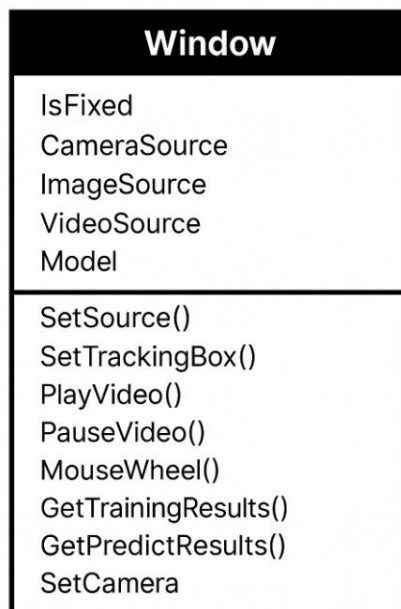 Window
IsFixed
CameraSource
ImageSource
VideoSource
Model
SetSource()
SetTrackingBox()
PlayVideo()
PauseVideo()
MouseWheel()
GetTrainingResults()
GetPredictResults()
SetCamera